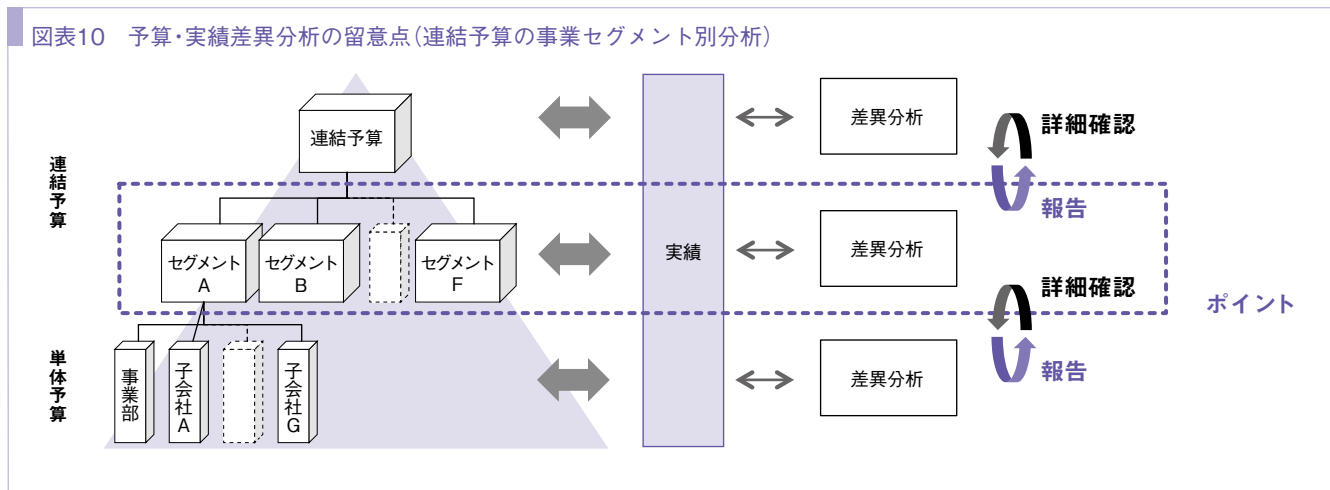 図表10 予算・実績差異分析の留意点(連結予算の事業セグメント別分析)
連結予算
連結予算
差異分析
詳細確認
報告
セグメント
A
セグメント
B
セグメント
F
実績
差異分析
詳細確認
ポイント
単体予算
事業部
子会社A
子会社G
差異分析
報告